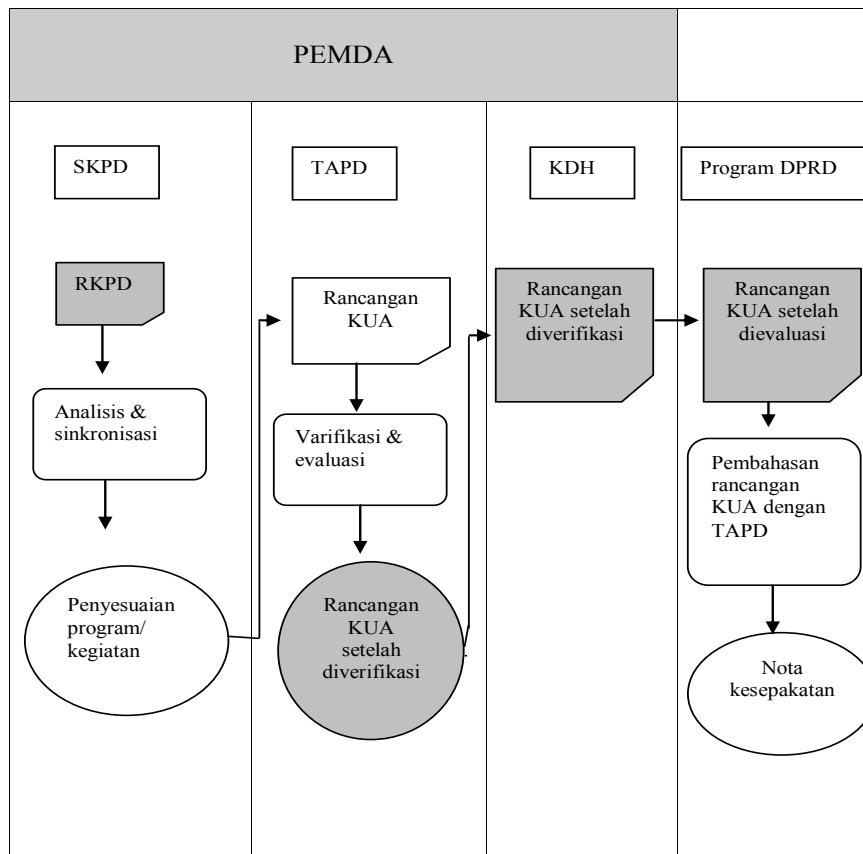 PEMDA
SKPD
TAPD
KDH
Program DPRD
RKPD
Analisis &
sinkronisasi
Penyesuaian
program/
kegiatan
Rancangan
KUA
Varifikasi &
evaluasi
Rancangan
KUA
setelah
diverifikasi
Rancangan
KUA setelah
diverifikasi
Rancangan
KUA setelah
dievaluasi
Pembahasan
rancangan
KUA dengan
TAPD
Nota
kesepakatan